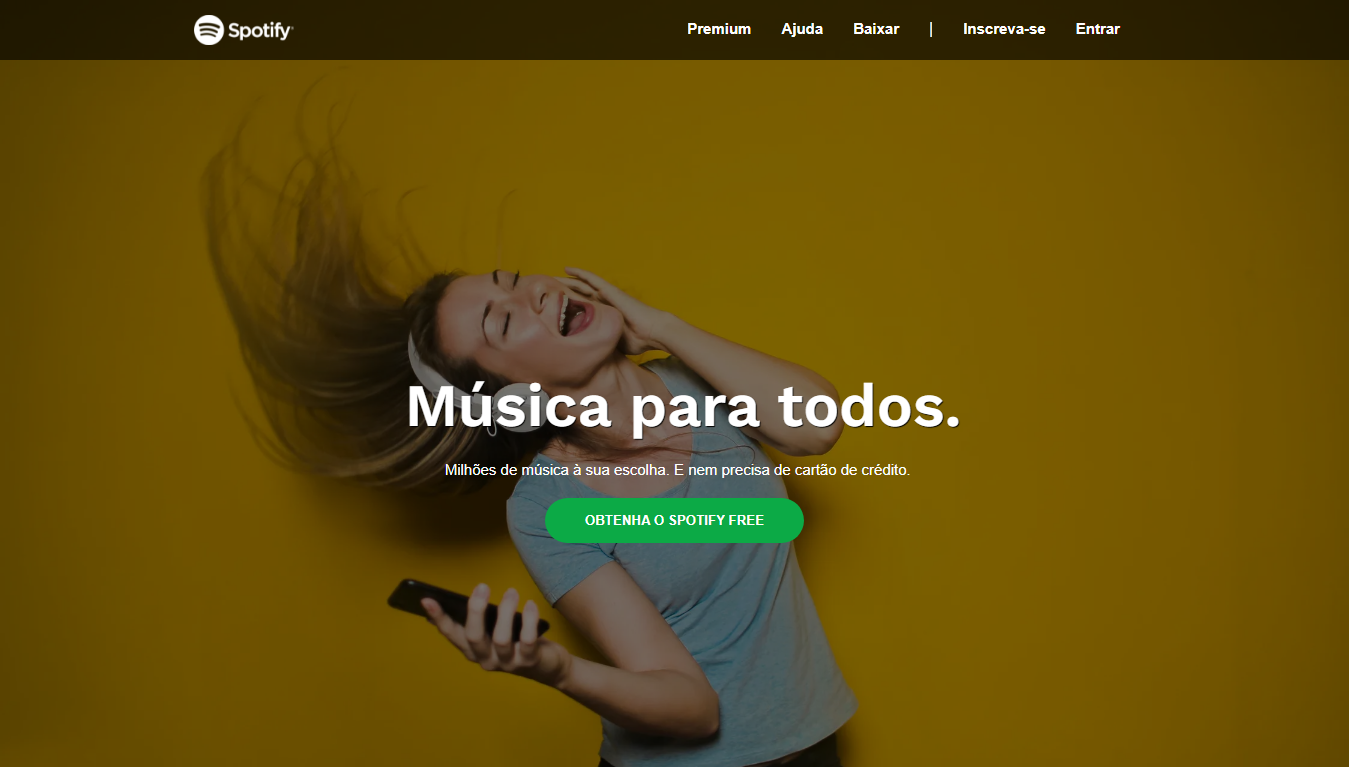 Spotify
Premium Ajuda Baixar | Inscreva-se Entrar
Música para todos.
Milhões de música à sua escolha. E nem precisa de cartão de crédito.
OBTENHA O SPOTIFY FREE